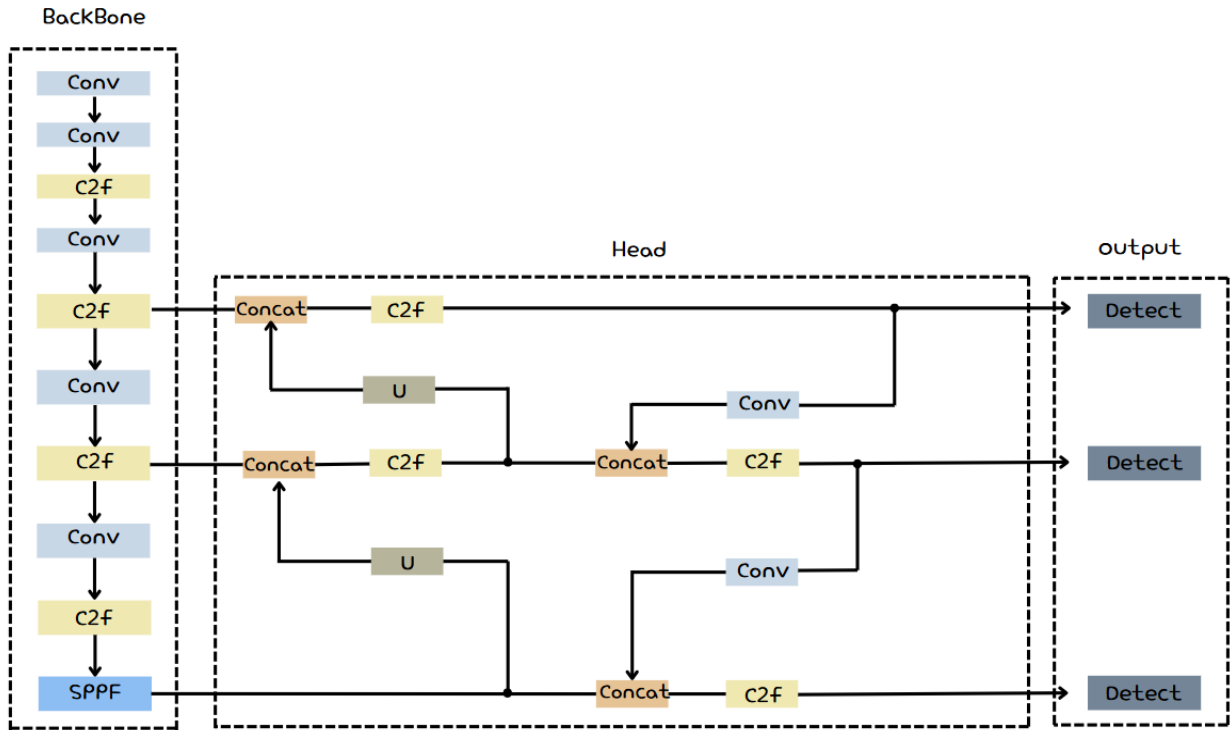 BackBone
Conv
Conv
C2f
Conv
C2f
Conv
C2f
Conv
C2f
SPPF
Head
Concat
C2f
U
Conv
Concat
C2f
Concat
C2f
U
Conv
Concat
C2f
output
Detect
Detect
Detect